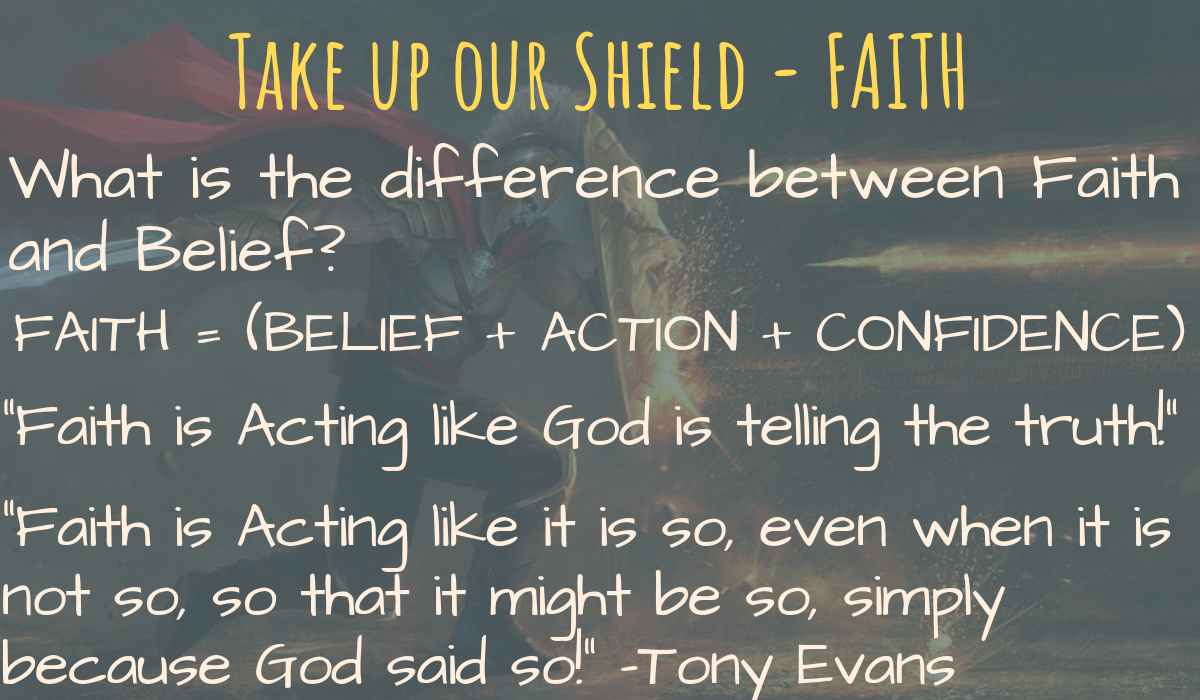 Take up our Shield - FAITH
What is the difference between Faith
and Belief?
FAITH = (BELIEF + ACTION + CONFIDENCE)
"Faith is Acting like God is telling the truth!"
"Faith is Acting like it is so, even when it is
not so, so that it might be so, simply
because God said so!" -Tony Evans